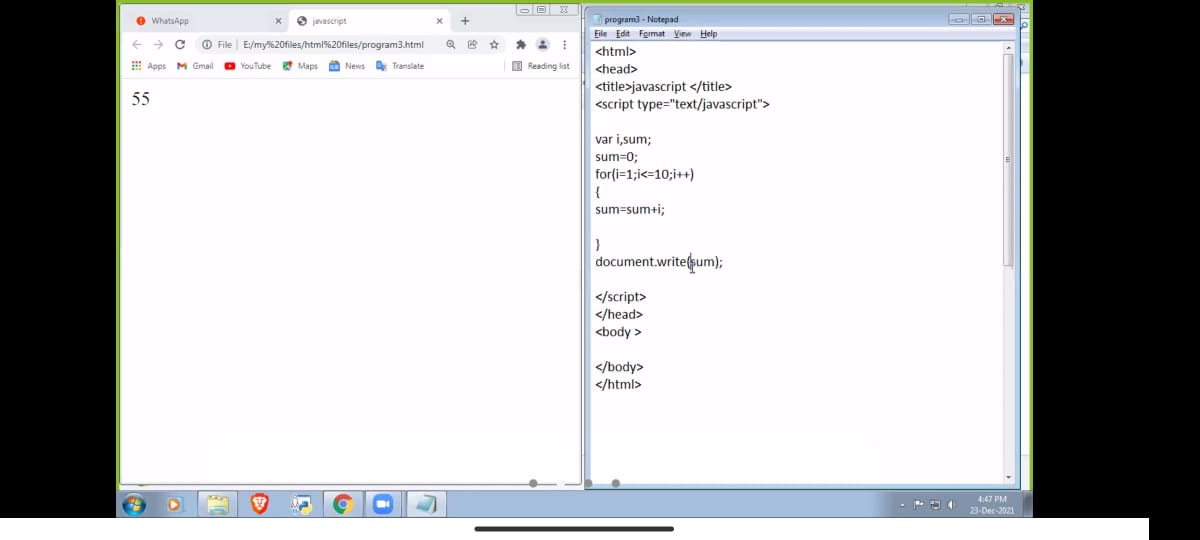 WhatsApp
javascript
File
E:/my%20files/html%20files/program3.html
Apps
Gmail
YouTube
Maps
News
Translate
Reading list
55
program3 - Notepad
File Edit Format View Help
<html>
<head>
<title>javascript </title>
<script type="text/javascript">
var i,sum;
sum=0;
for(i=1;i<=10;i++)
{
sum=sum+i;
}
document.write(sum);
</script>
</head>
<body >
</body>
</html>
4:47 PM
23-Dec-2021